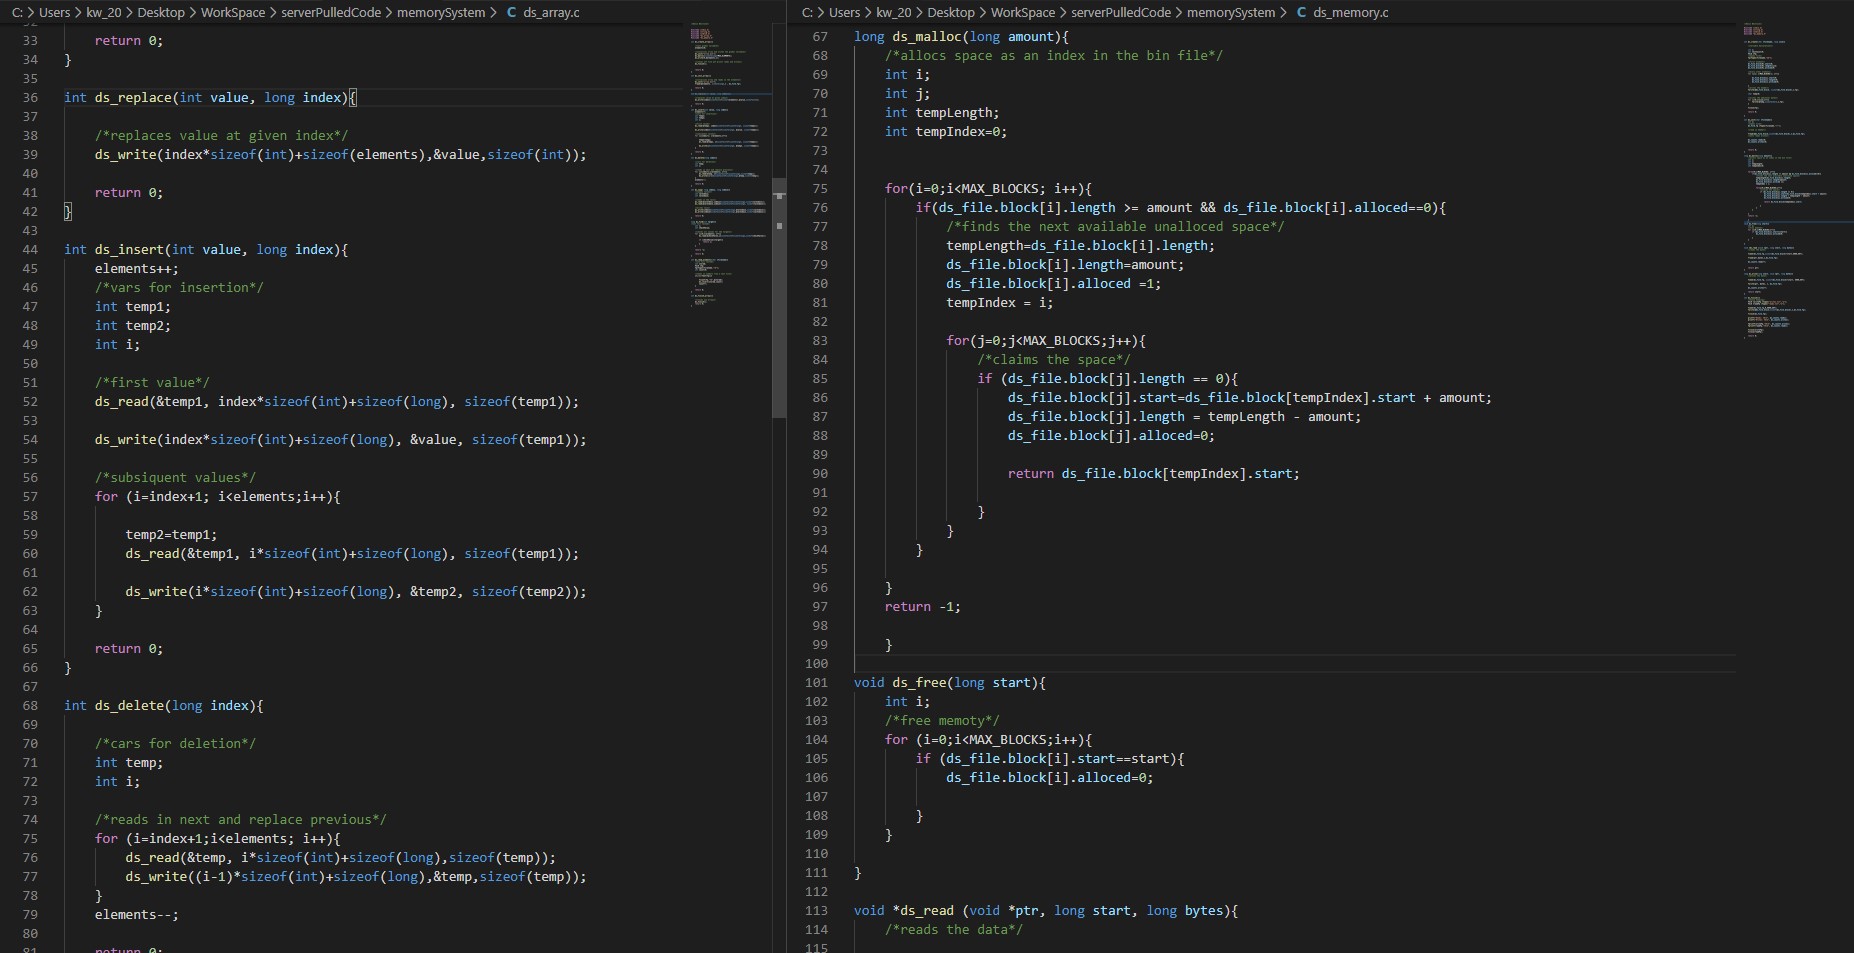 C: > Users > kw_20 > Desktop > WorkSpace > serverPulledCode > memorySystem > C ds_array.c
33 return 0;
34 }
35
36 int ds_replace(int value, long index){
37
38 /*replaces value at given index*/
39 ds_write(index*sizeof(int)+sizeof(elements),&value,sizeof(int));
40
41 return 0;
42 }
43
44 int ds_insert(int value, long index){
45 elements++;
46 /*vars for insertion*/
47 int temp1;
48 int temp2;
49 int i;
50
51 /*first value*/
52 ds_read(&temp1, index*sizeof(int)+sizeof(long), sizeof(temp1));
53
54 ds_write(index*sizeof(int)+sizeof(long), &value, sizeof(temp1));
55
56 /*subsiquent values*/
57 for (i=index+1; i<elements;i++){
58
59 temp2=temp1;
60 ds_read(&temp1, i*sizeof(int)+sizeof(long), sizeof(temp1));
61
62 ds_write(i*sizeof(int)+sizeof(long), &temp2, sizeof(temp2));
63 }
64
65 return 0;
66 }
67
68 int ds_delete(long index){
69
70 /*cars for deletion*/
71 int temp;
72 int i;
73
74 /*reads in next and replace previous*/
75 for (i=index+1;i<elements; i++){
76 ds_read(&temp, i*sizeof(int)+sizeof(long),sizeof(temp));
77 ds_write((i-1)*sizeof(int)+sizeof(long),&temp,sizeof(temp));
78 }
79 elements--;
80
81 return 0;
C: > Users > kw_20 > Desktop > WorkSpace > serverPulledCode > memorySystem > C ds_memory.c
67 long ds_malloc(long amount){
68 /*allocs space as an index in the bin file*/
69 int i;
70 int j;
71 int tempLength;
72 int tempIndex=0;
73
74
75 for(i=0;i<MAX_BLOCKS; i++){
76 if(ds_file.block[i].length >= amount && ds_file.block[i].alloced==0){
77 /*finds the next available unalloced space*/
78 tempLength=ds_file.block[i].length;
79 ds_file.block[i].length=amount;
80 ds_file.block[i].alloced =1;
81 tempIndex = i;
82
83 for(j=0;j<MAX_BLOCKS;j++){
84 /*claims the space*/
85 if (ds_file.block[j].length == 0){
86 ds_file.block[j].start=ds_file.block[tempIndex].start + amount;
87 ds_file.block[j].length = tempLength - amount;
88 ds_file.block[j].alloced=0;
89
90 return ds_file.block[tempIndex].start;
91
92 }
93 }
94 }
95
96 }
97 return -1;
98
99 }
100
101 void ds_free(long start){
102 int i;
103 /*free memoty*/
104 for (i=0;i<MAX_BLOCKS;i++){
105 if (ds_file.block[i].start==start){
106 ds_file.block[i].alloced=0;
107
108 }
109 }
110
111 }
112
113 void *ds_read (void *ptr, long start, long bytes){
114 /*reads the data*/
115